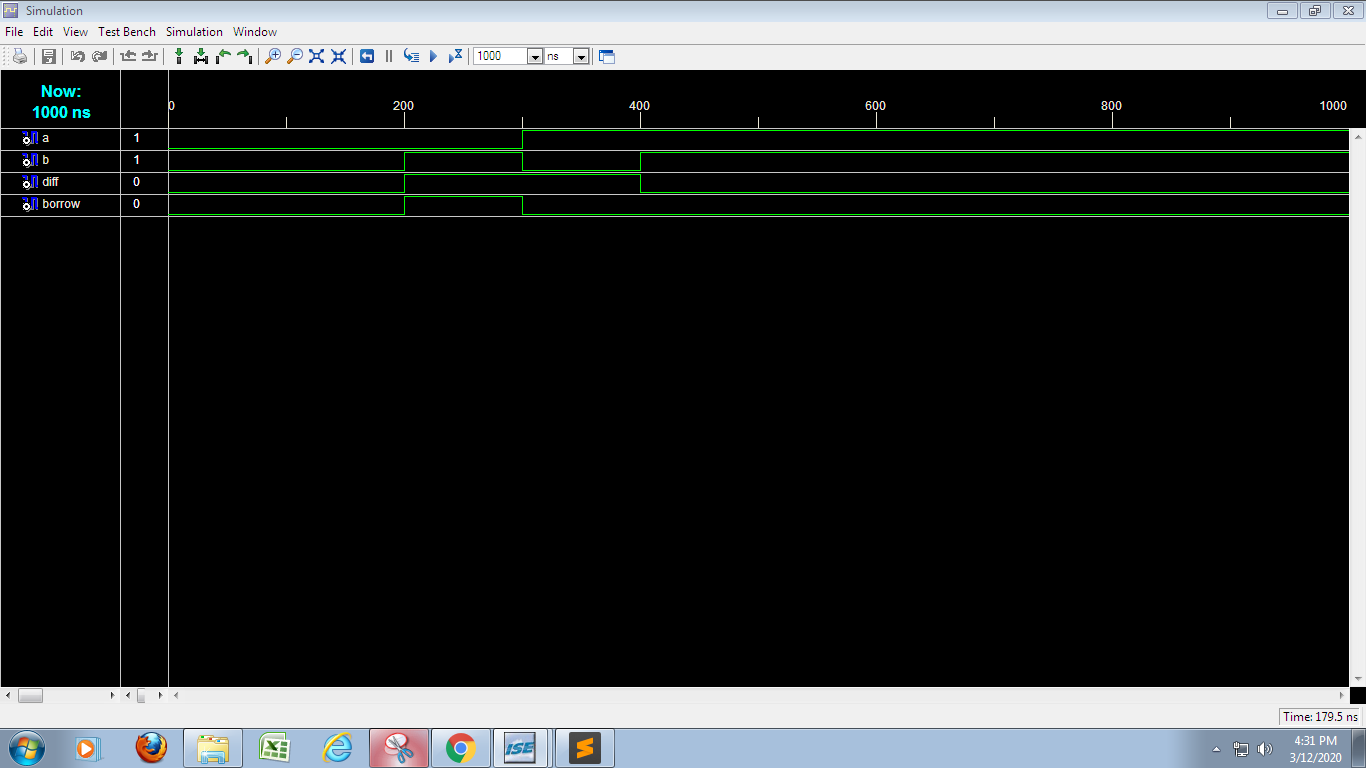 Simulation
File Edit View Test Bench Simulation Window
1000 ns
Now:
1000 ns
0 200 400 600 800 1000
a 1
b 1
diff 0
borrow 0
Time: 179.5 ns
ISE
4:31 PM
3/12/2020